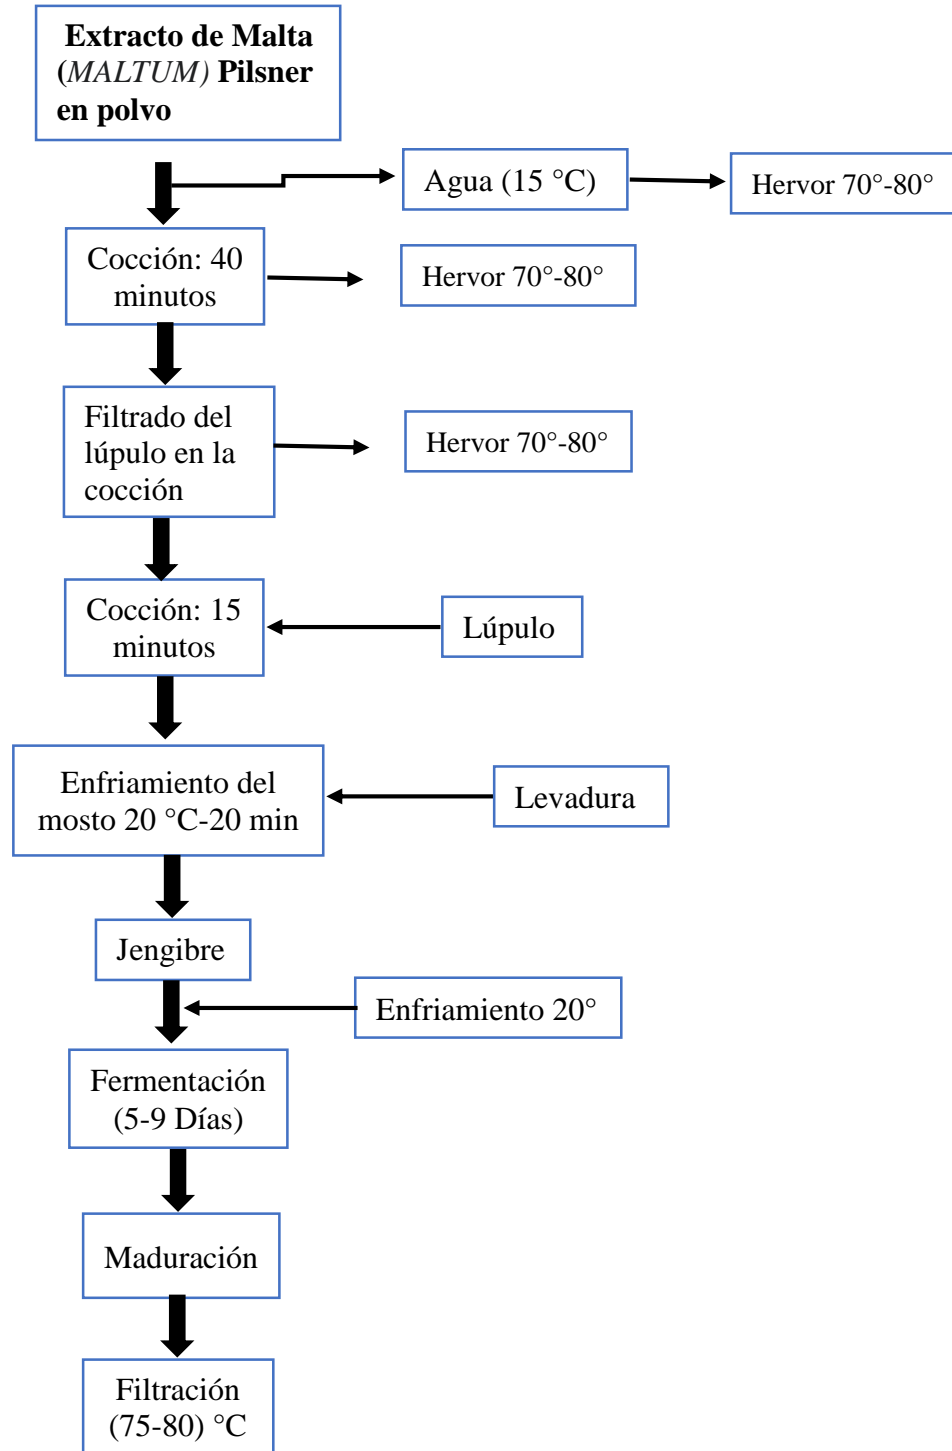 Extracto de Malta
(MALTUM) Pilsner
en polvo
Agua (15 °C)
Hervor 70°-80°
Cocción: 40
minutos
Hervor 70°-80°
Filtrado del
lúpulo en la
cocción
Hervor 70°-80°
Cocción: 15
minutos
Lúpulo
Enfriamiento del
mosto 20 °C-20 min
Levadura
Jengibre
Enfriamiento 20°
Fermentación
(5-9 Días)
Maduración
Filtración
(75-80) °C